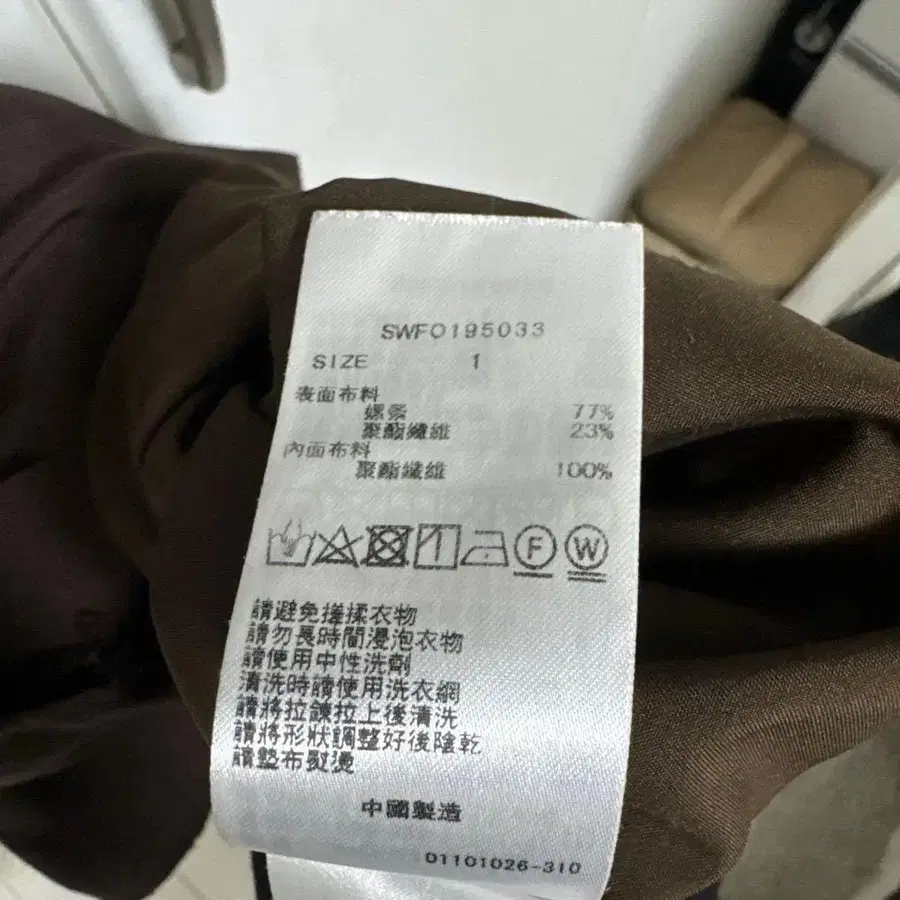 SWFO195033
SIZE 1
表面布料
嫘縈 77%
聚酯纖維 23%
內面布料
聚酯纖維 100%
F W
請避免搓揉衣物
請勿長時間浸泡衣物
請使用中性洗劑
清洗時請使用洗衣網
請將拉鍊拉上後清洗
請將形狀調整好後陰乾
請墊布熨燙
中國製造
01101026-310